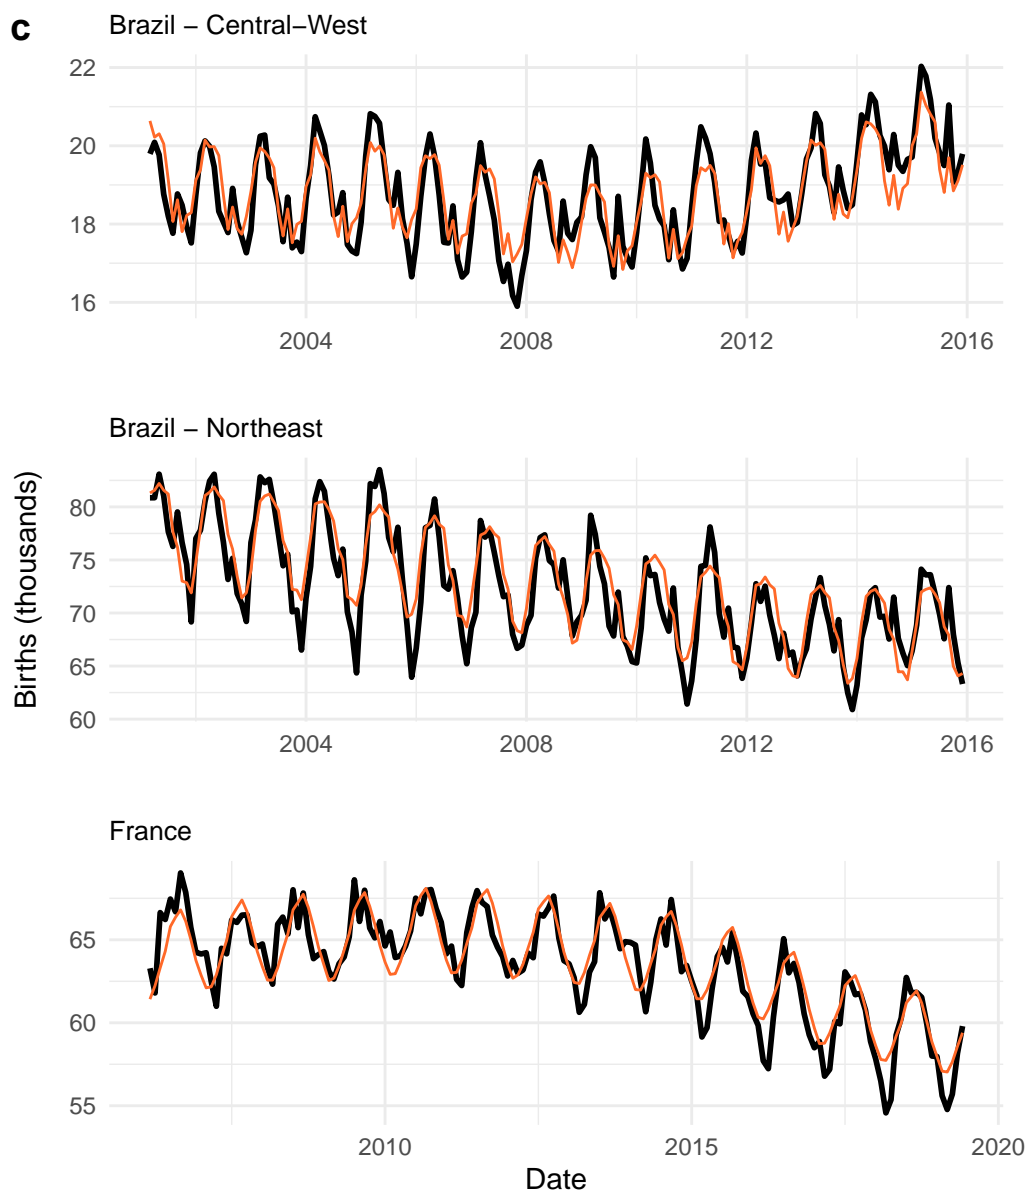 c
Brazil − Central−West
22
20
18
16
2004 2008 2012 2016
Brazil − Northeast
80
75
70
65
60
2004 2008 2012 2016
Births (thousands)
France
65
60
55
2010 2015 2020
Date